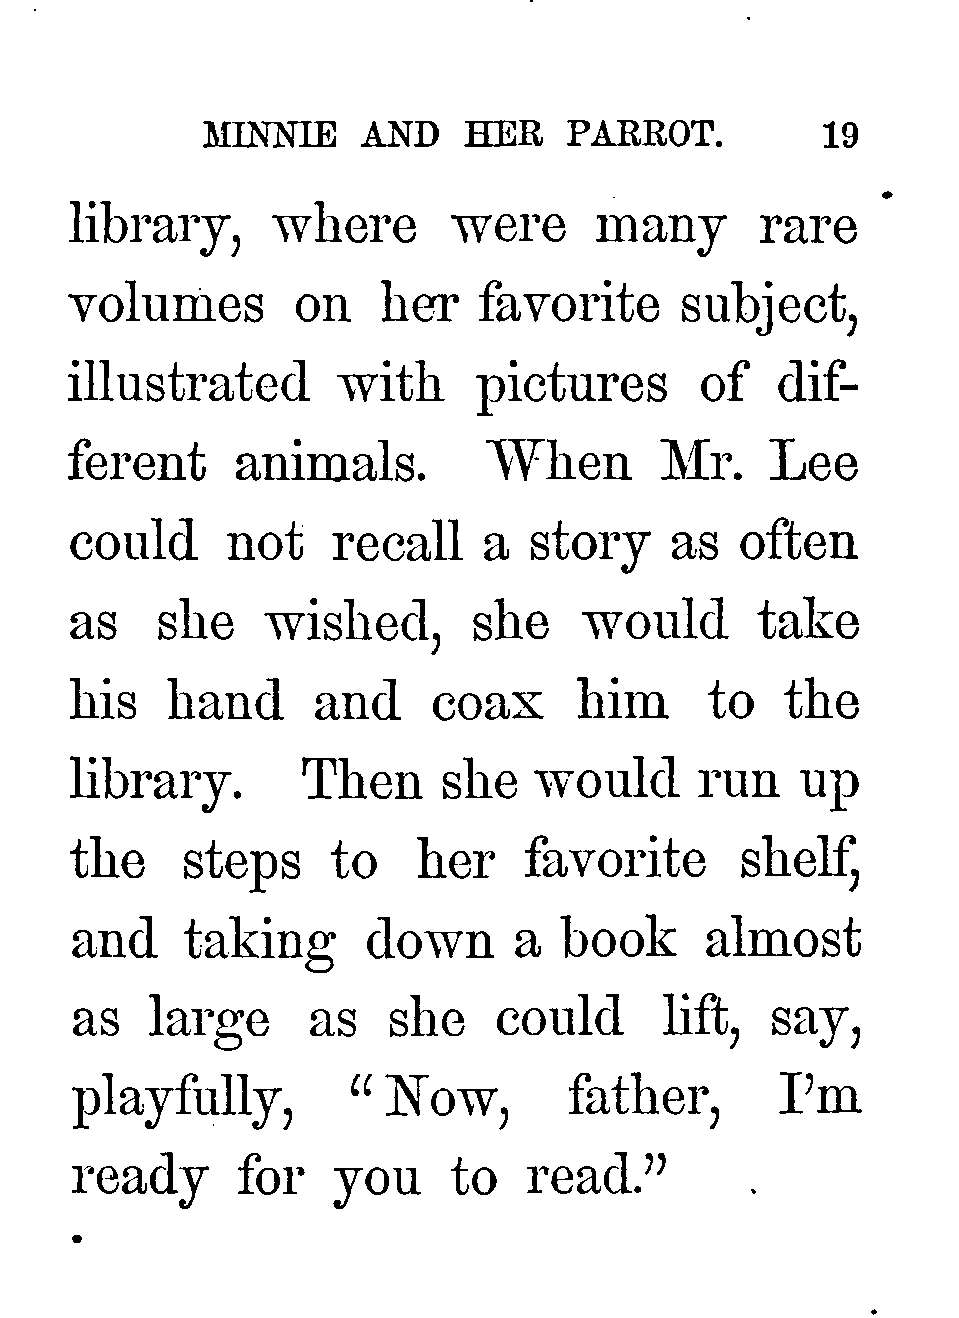 MINNIE AND HER PARROT. 19
library, where were many rare
volumes on her favorite subject,
illustrated with pictures of dif-
ferent animals. When Mr. Lee
could not recall a story as often
as she wished, she would take
his hand and coax him to the
library. Then she would run up
the steps to her favorite shelf,
and taking down a book almost
as large as she could lift, say,
playfully, “Now, father, I’m
ready for you to read.”